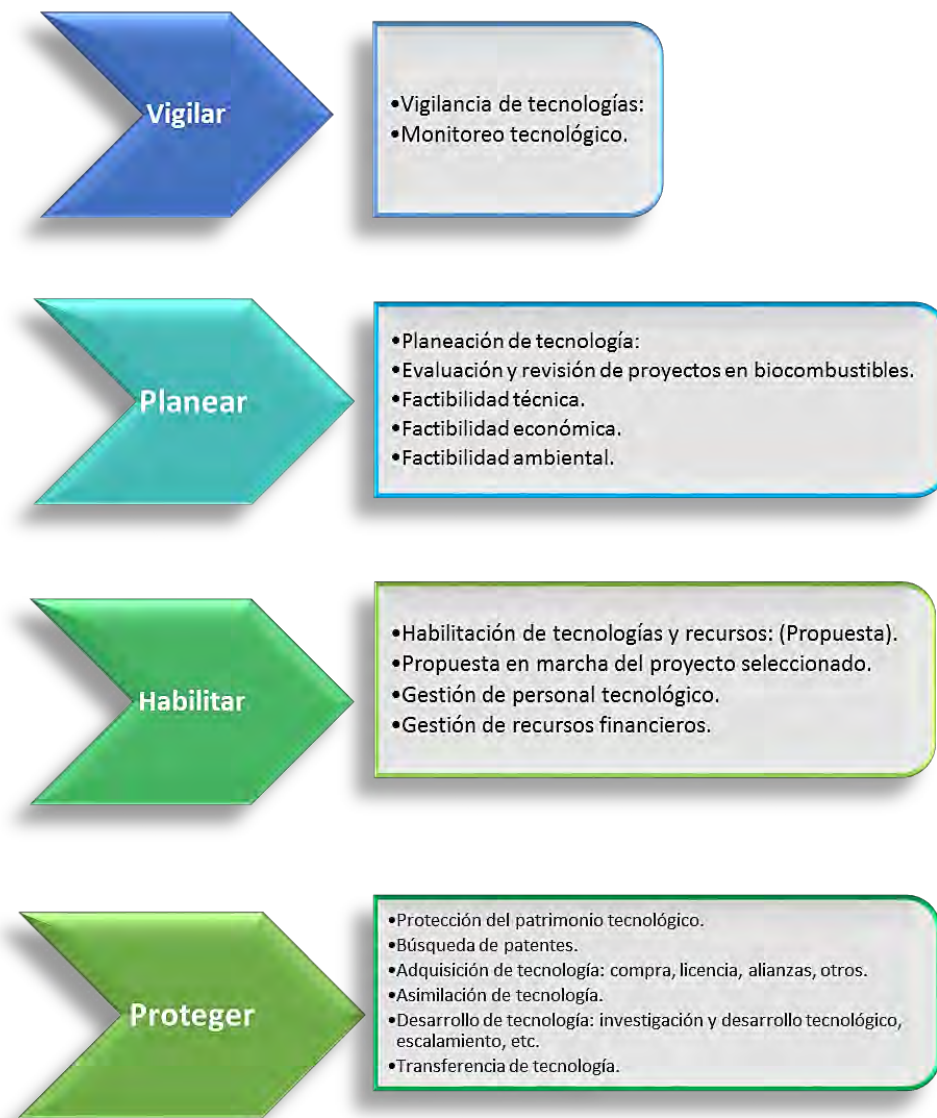 Vigilar
•Vigilancia de tecnologías:
•Monitoreo tecnológico.
Planear
•Planeación de tecnología:
•Evaluación y revisión de proyectos en biocombustibles.
•Factibilidad técnica.
•Factibilidad económica.
•Factibilidad ambiental.
Habilitar
•Habilitación de tecnologías y recursos: (Propuesta).
•Propuesta en marcha del proyecto seleccionado.
•Gestión de personal tecnológico.
•Gestión de recursos financieros.
Proteger
•Protección del patrimonio tecnológico.
•Búsqueda de patentes.
•Adquisición de tecnología: compra, licencia, alianzas, otros.
•Asimilación de tecnología.
•Desarrollo de tecnología: investigación y desarrollo tecnológico,
escalamiento, etc.
•Transferencia de tecnología.